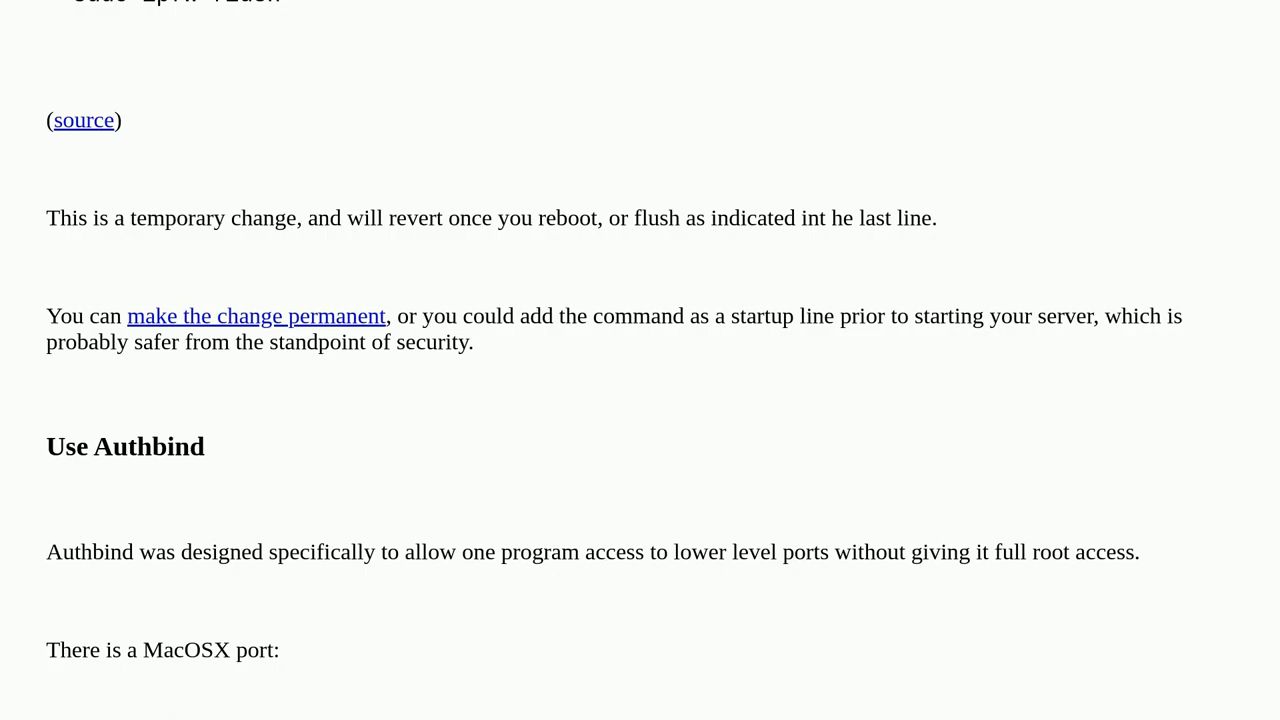 (source)
This is a temporary change, and will revert once you reboot, or flush as indicated int he last line.
You can make the change permanent, or you could add the command as a startup line prior to starting your server, which is
probably safer from the standpoint of security.
Use Authbind
Authbind was designed specifically to allow one program access to lower level ports without giving it full root access.
There is a MacOSX port: